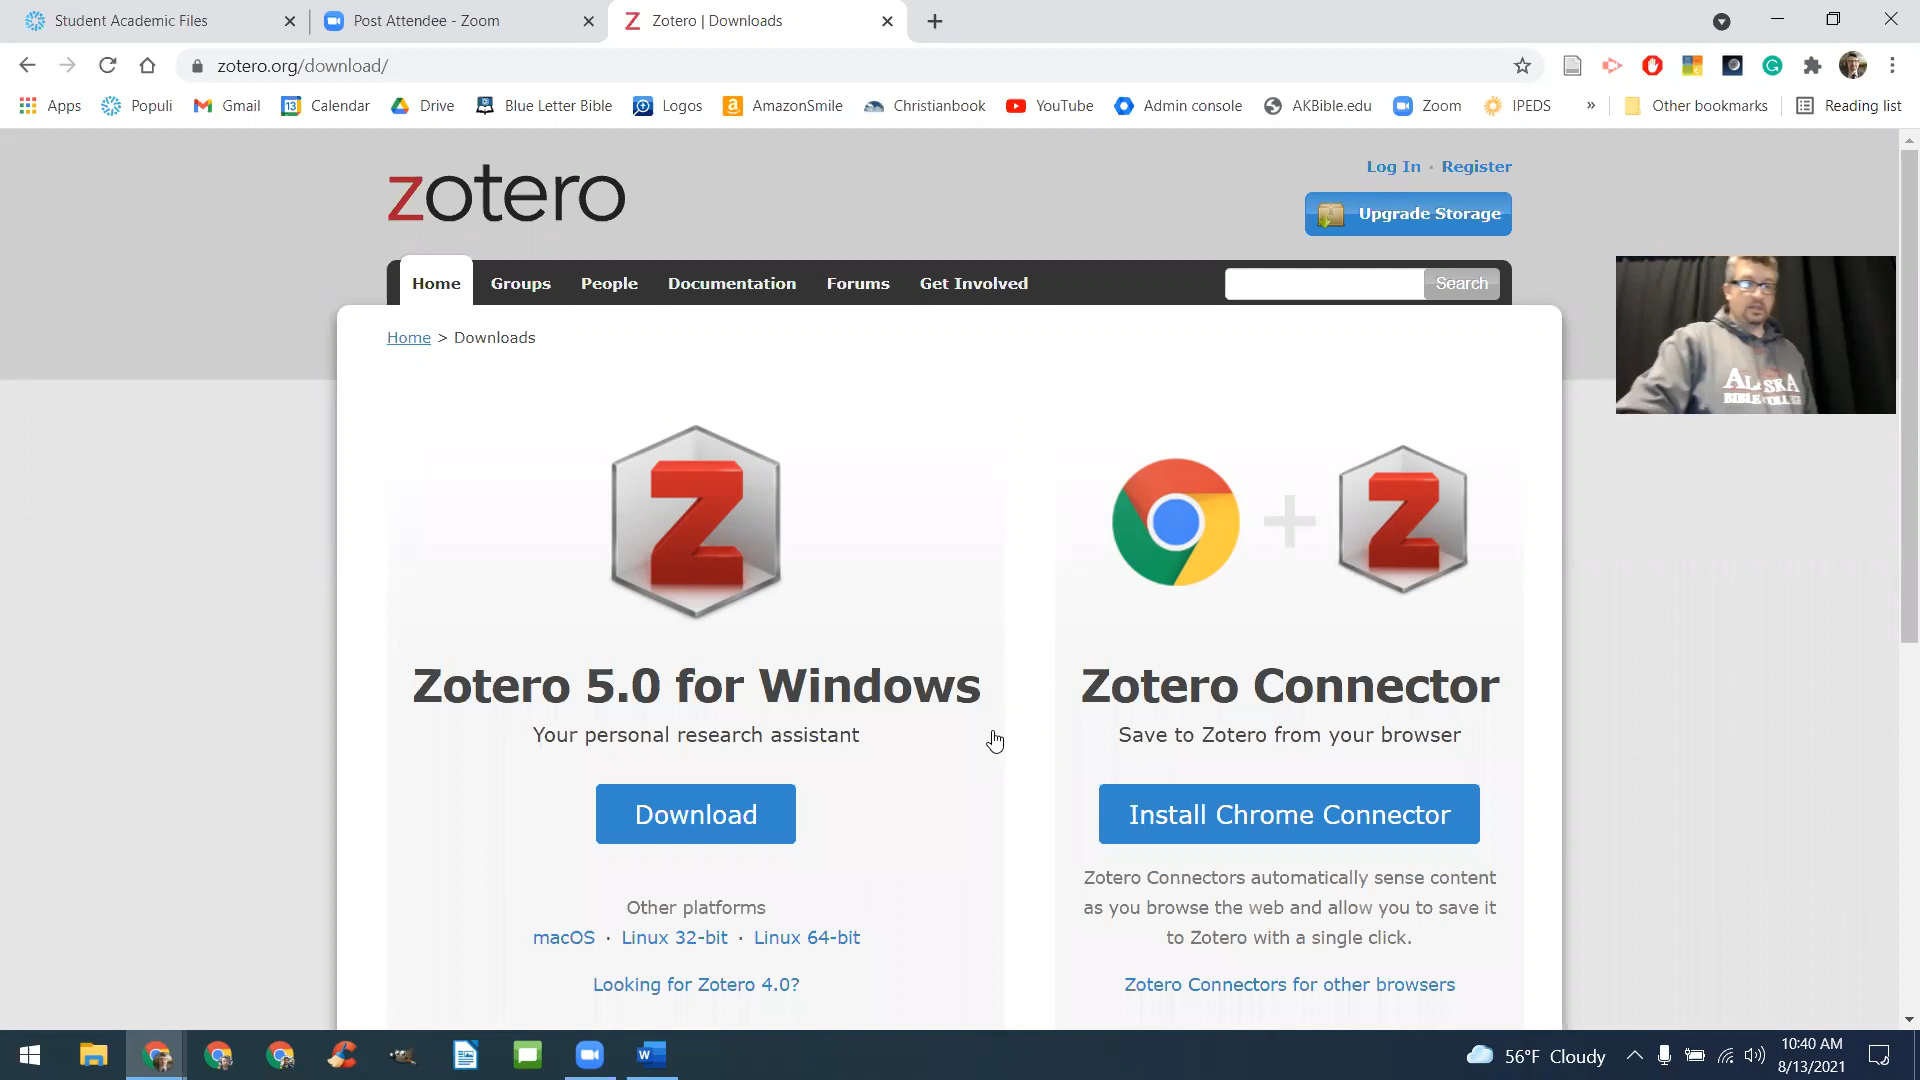 Student Academic Files
Post Attendee - Zoom
Zotero | Downloads
zotero.org/download/
Apps
Populi
Gmail
Calendar
Drive
Blue Letter Bible
Logos
AmazonSmile
Christianbook
YouTube
Admin console
AKBible.edu
Zoom
IPEDS
»
Other bookmarks
Reading list
zotero
Log In · Register
Upgrade Storage
Home
Groups
People
Documentation
Forums
Get Involved
Search
Home > Downloads
Zotero 5.0 for Windows
Your personal research assistant
Download
Other platforms
macOS · Linux 32-bit · Linux 64-bit
Looking for Zotero 4.0?
Zotero Connector
Save to Zotero from your browser
Install Chrome Connector
Zotero Connectors automatically sense content
as you browse the web and allow you to save it
to Zotero with a single click.
Zotero Connectors for other browsers
ALASKA
BIBLE
56°F Cloudy
10:40 AM
8/13/2021